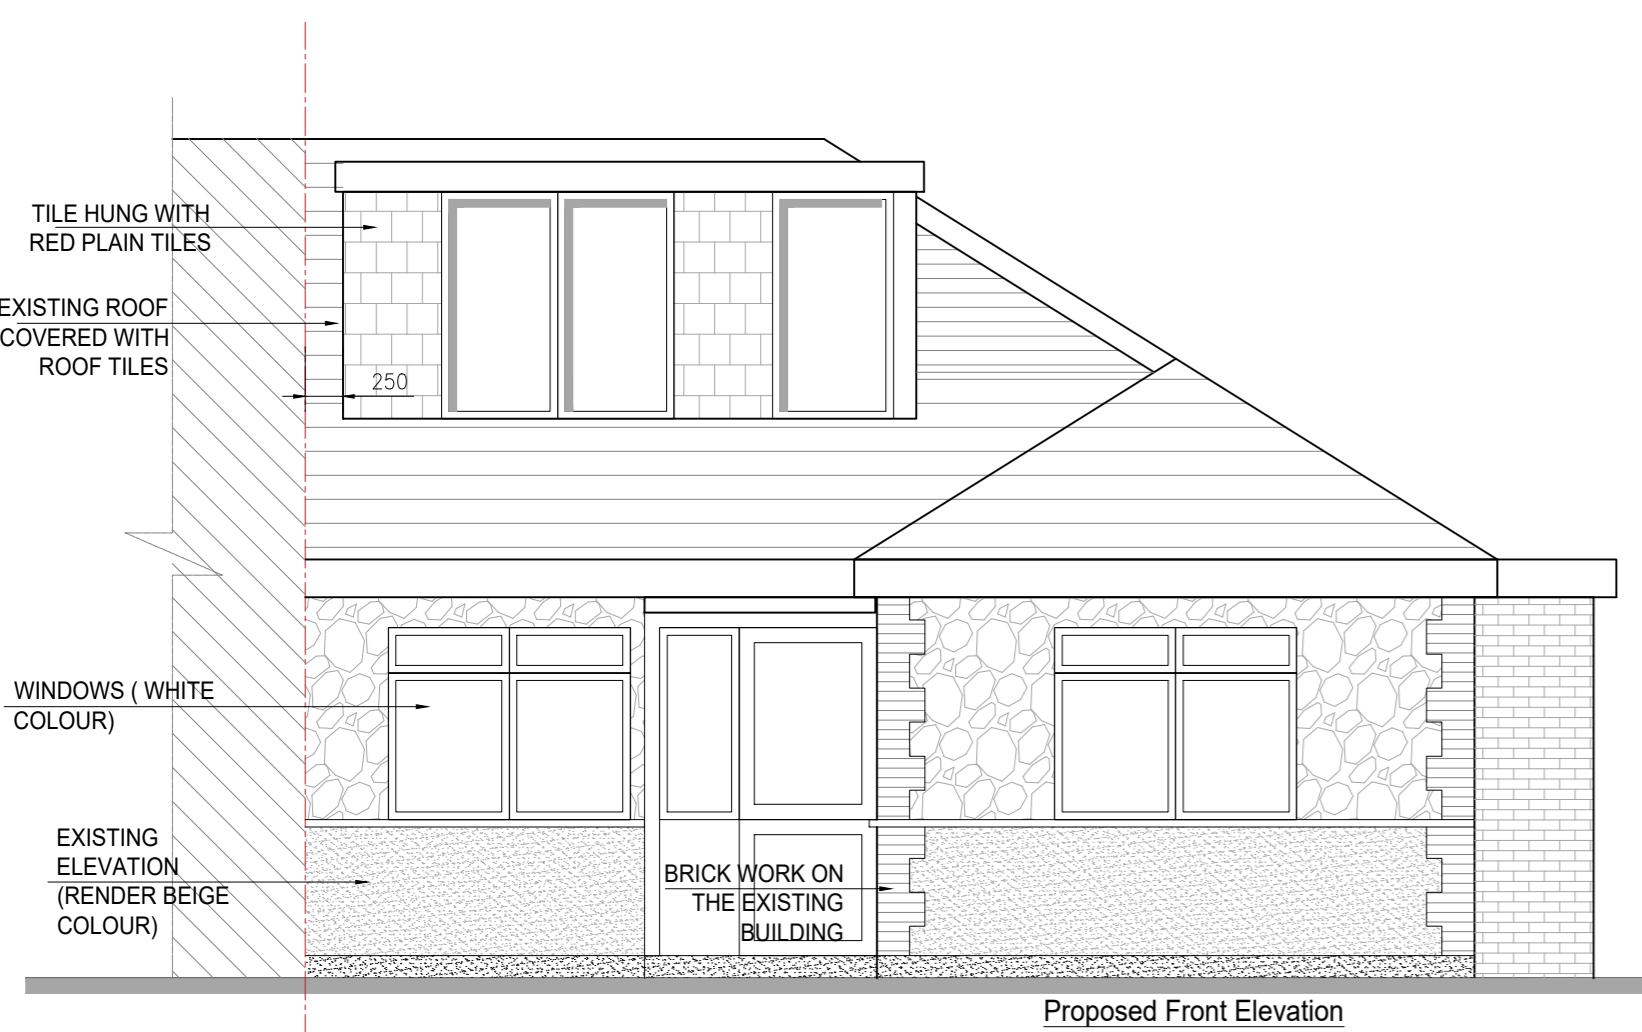 TILE HUNG WITH
RED PLAIN TILES
EXISTING ROOF
COVERED WITH
ROOF TILES
250
WINDOWS ( WHITE
COLOUR)
EXISTING
ELEVATION
(RENDER BEIGE
COLOUR)
BRICK WORK ON
THE EXISTING
BUILDING
Proposed Front Elevation